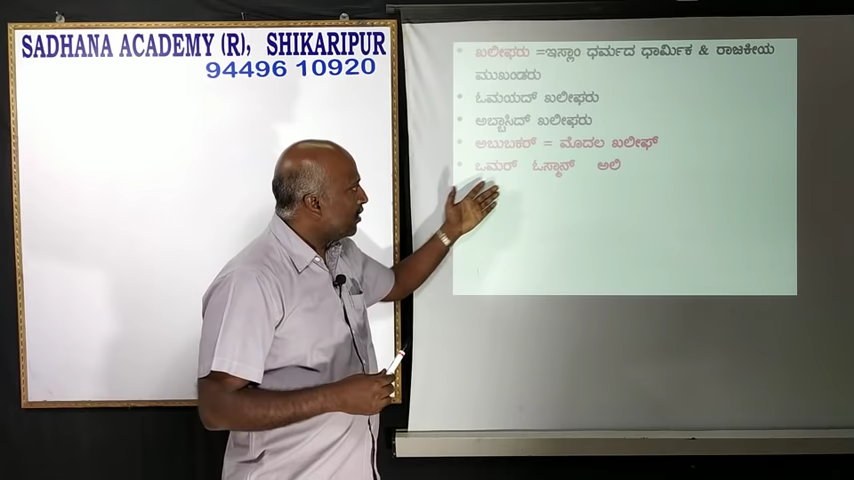 SADHANA ACADEMY (R), SHIKARIPUR
94496 10920
ಖಲೀಫರು =ಇಸ್ಲಾಂ ಧರ್ಮದ ಧಾರ್ಮಿಕ & ರಾಜಕೀಯ
ಮುಖಂಡರು
ಓಮಯದ್ ಖಲೀಫರು
ಅಬ್ಬಾಸಿದ್ ಖಲೀಫರು
ಅಬುಬಕರ್ = ಮೊದಲ ಖಲೀಫ್
ಒಮರ್ ಓಸ್ಮಾನ್ ಅಲಿ